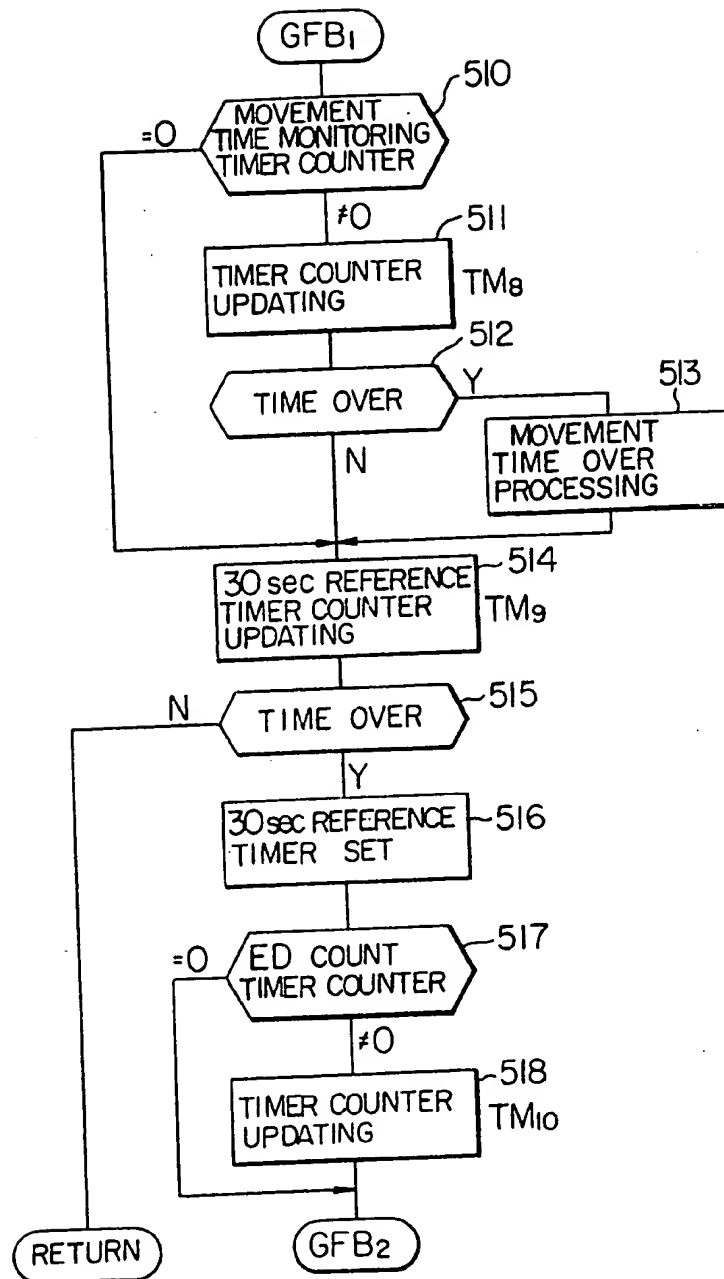 GFB₁
510
MOVEMENT
TIME MONITORING
TIMER COUNTER
=0
≠0
511
TIMER COUNTER
UPDATING
TM₈
512
TIME OVER
Y
N
513
MOVEMENT
TIME OVER
PROCESSING
514
30 sec REFERENCE
TIMER COUNTER
UPDATING
TM₉
515
TIME OVER
N
Y
516
30 sec REFERENCE
TIMER SET
517
ED COUNT
TIMER COUNTER
=0
≠0
518
TIMER COUNTER
UPDATING
TM₁₀
RETURN
GFB₂